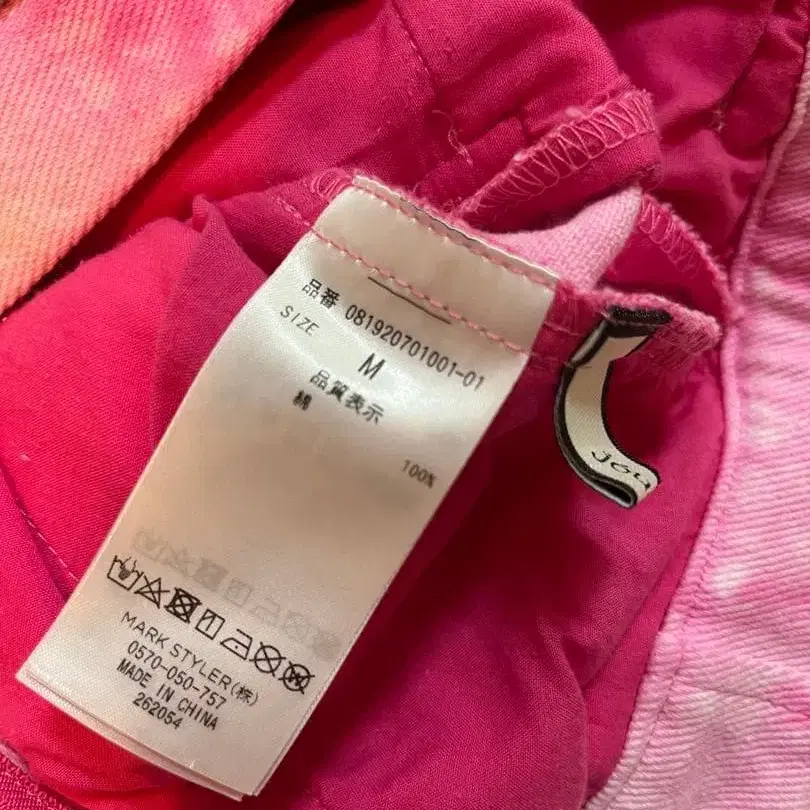 品番 081920701001-01
SIZE M
品質表示
綿 100%
MARK STYLER(株)
0570-050-757
MADE IN CHINA
262054